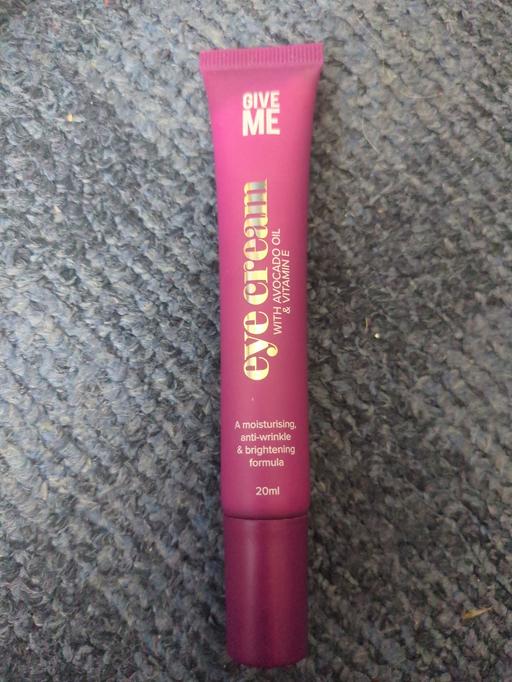 GIVE
ME
eye cream
WITH AVOCADO OIL
& VITAMIN E
A moisturising,
anti-wrinkle
& brightening
formula
20ml